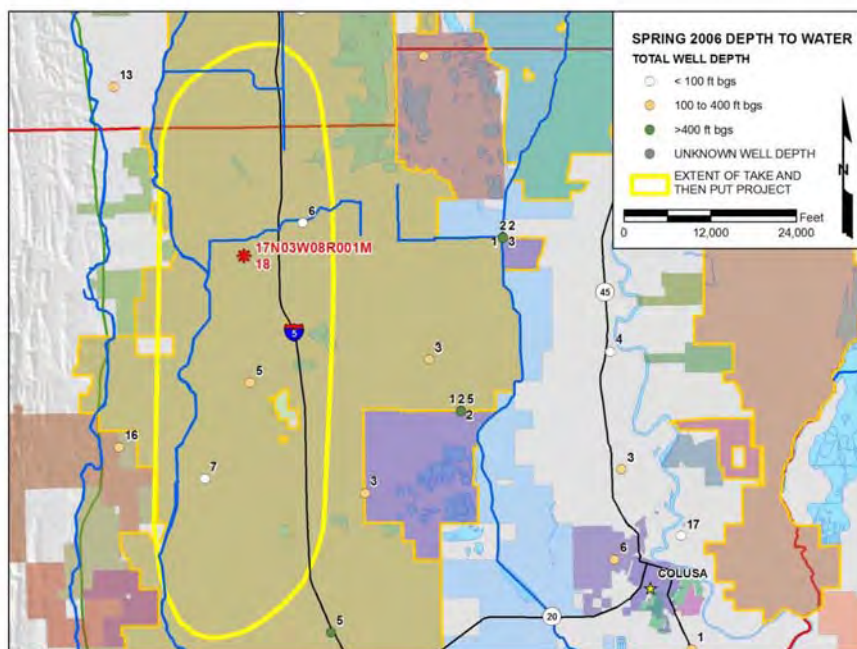 SPRING 2006 DEPTH TO WATER
TOTAL WELL DEPTH
< 100 ft bgs
100 to 400 ft bgs
>400 ft bgs
UNKNOWN WELL DEPTH
EXTENT OF TAKE AND
THEN PUT PROJECT
N
Feet
0 12,000 24,000
13
6
2 2
1 3
17N03W08R001M
18
45
5
4
3
5
1 2 5
2
16
7
3
3
17
6
COLUSA
20
5
1